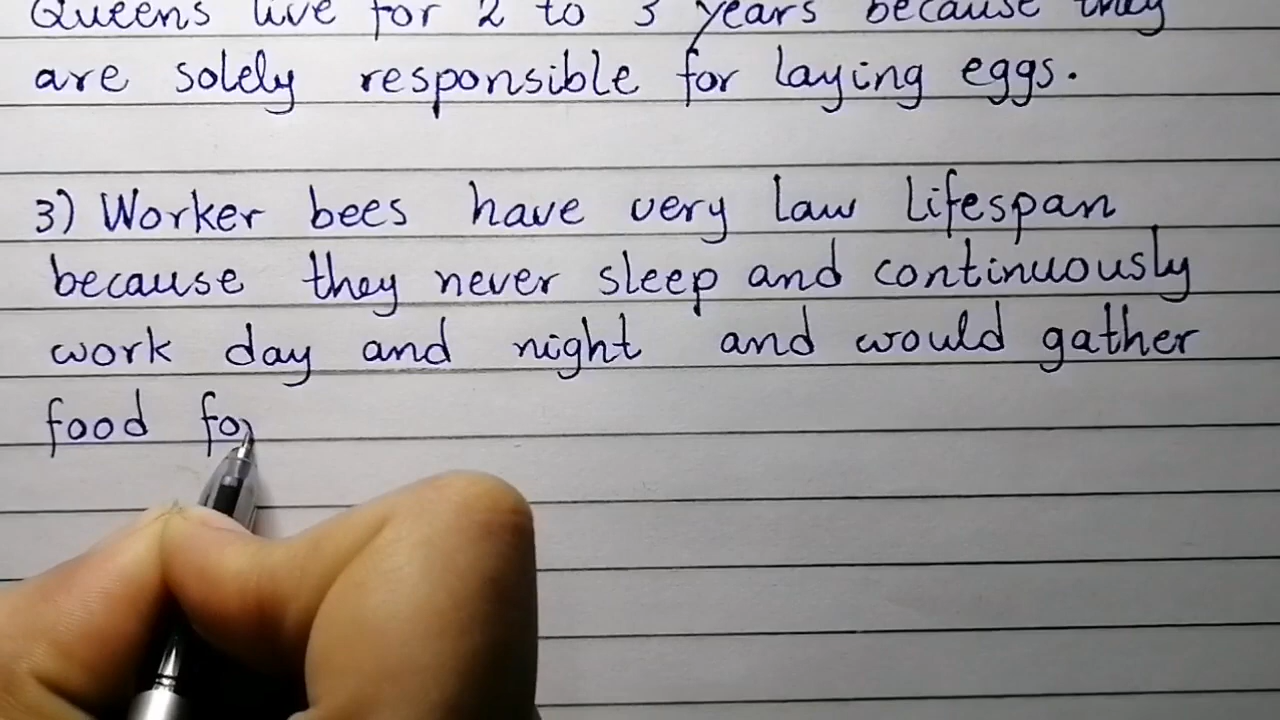 Queens live for 2 to 3 years because they
are solely responsible for laying eggs.
3) Worker bees have very law lifespan
because they never sleep and continuously
work day and night and would gather
food for